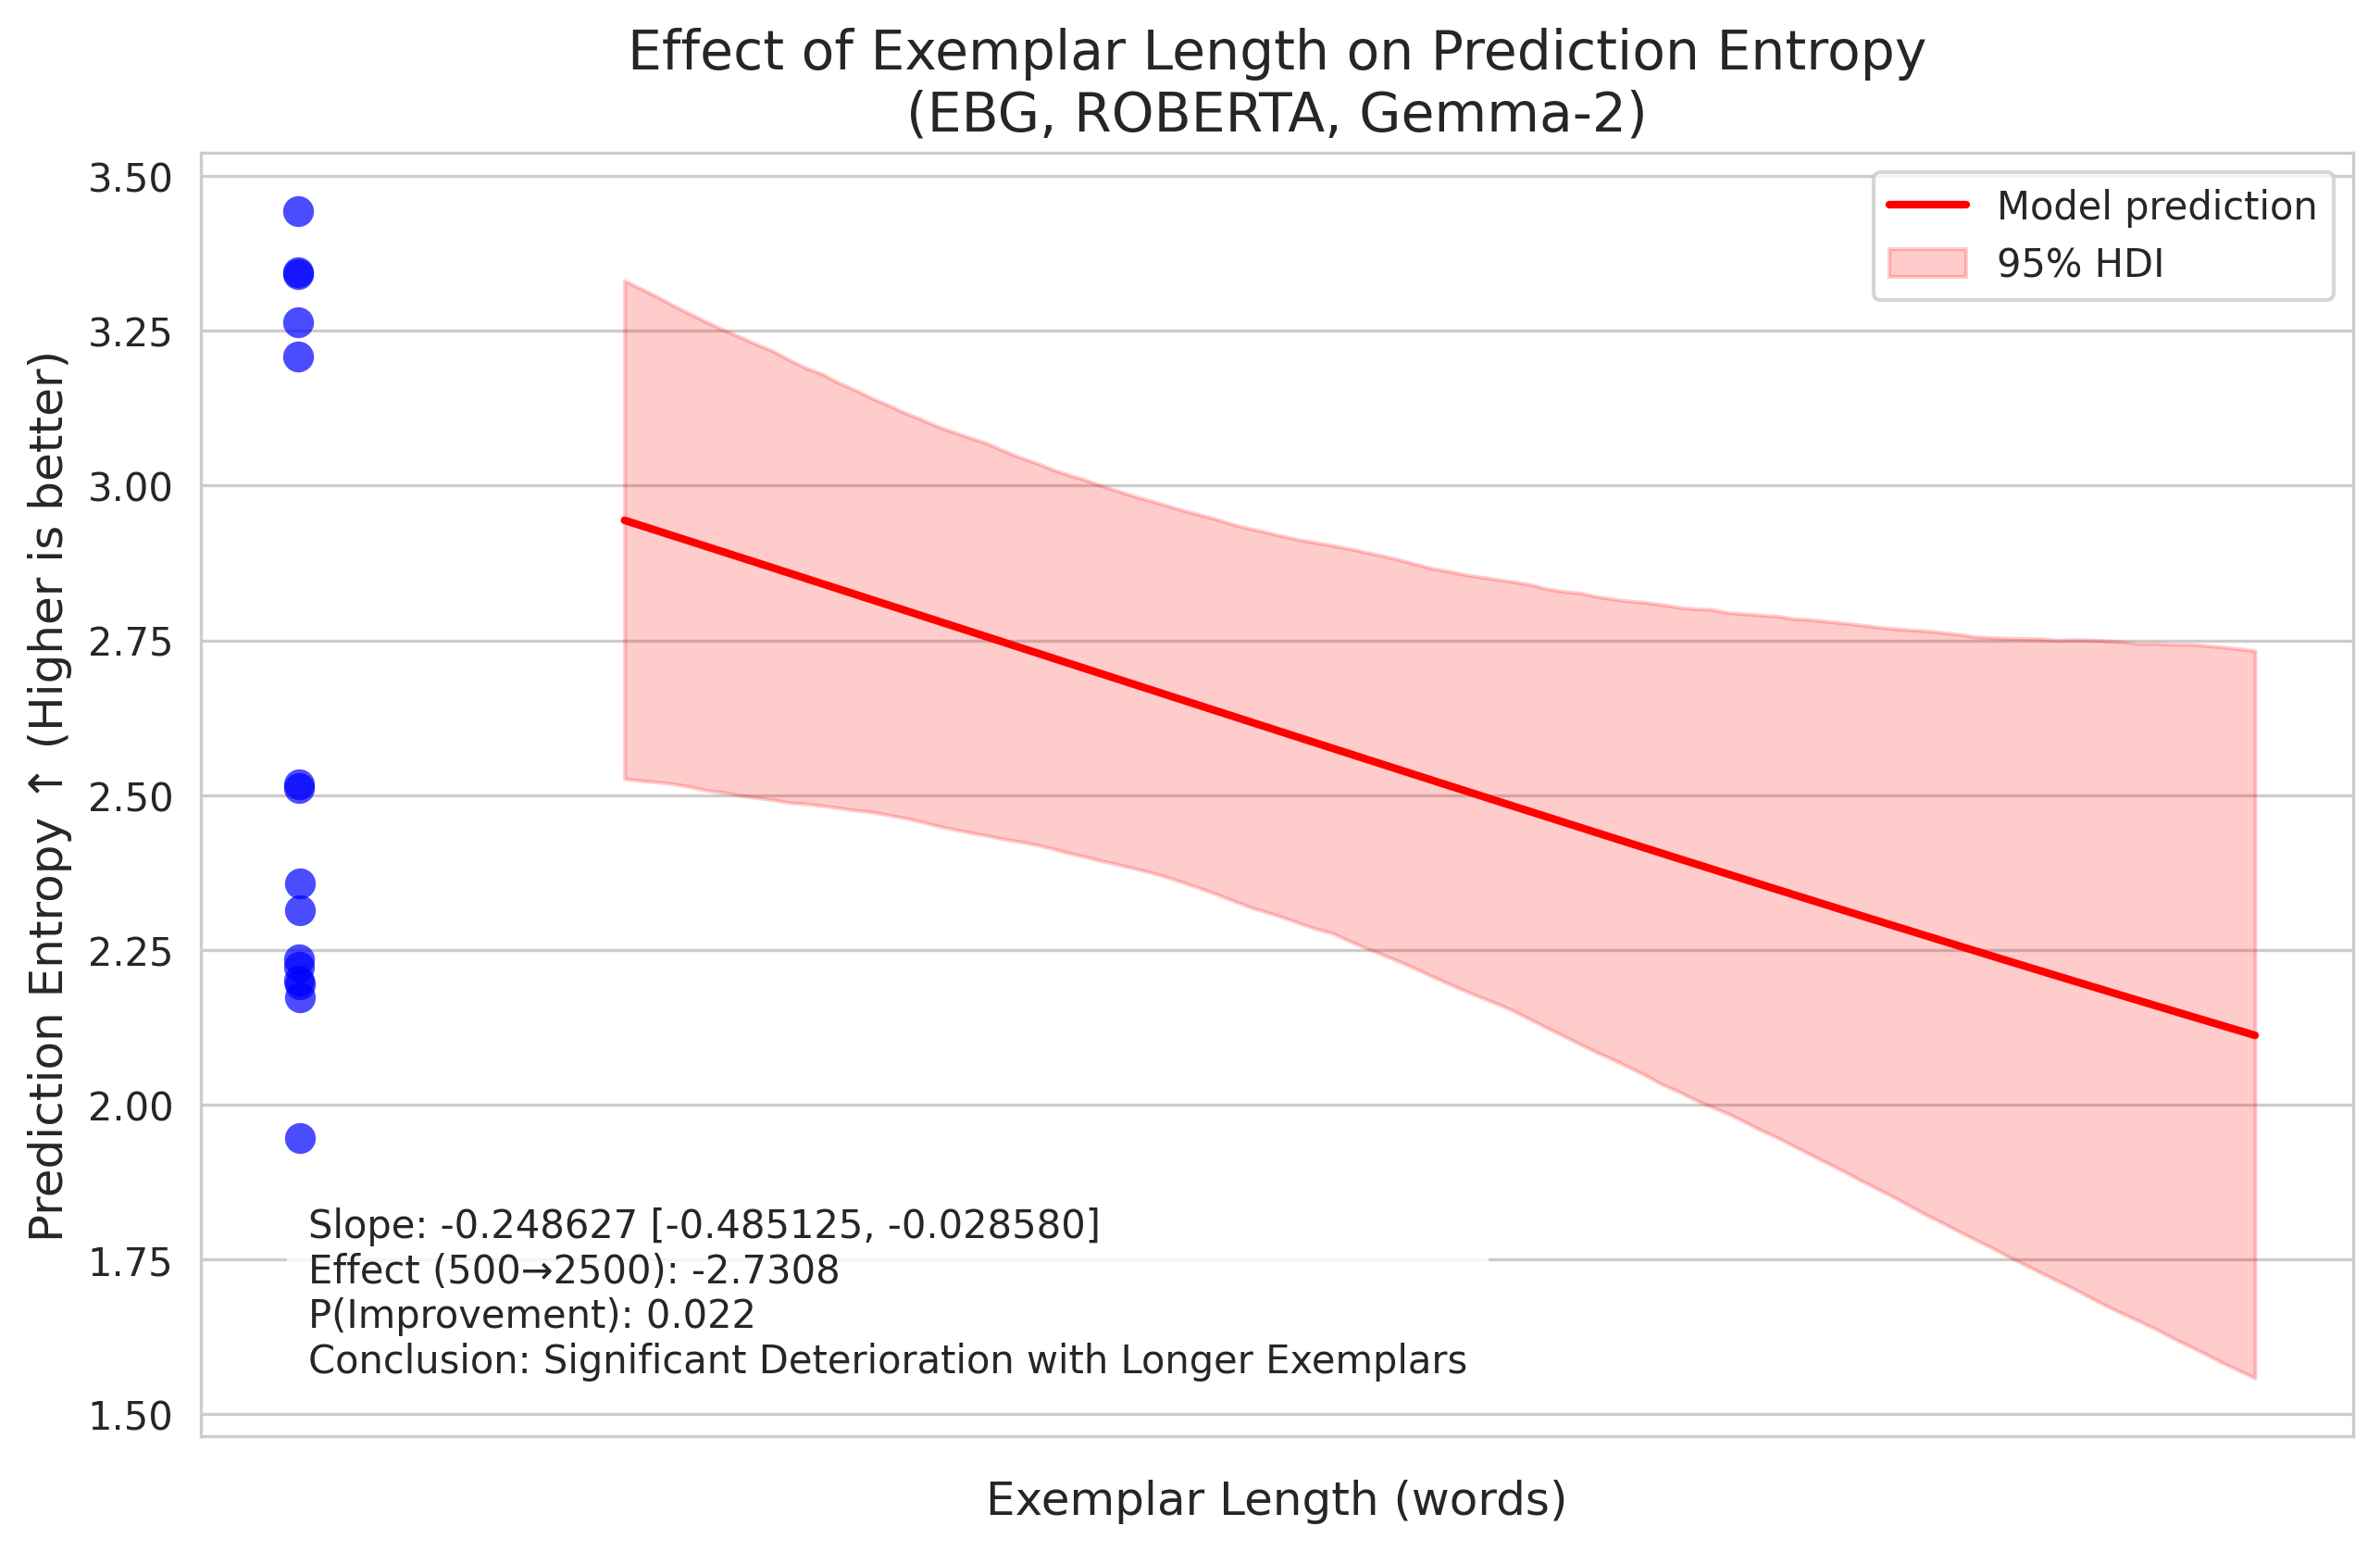 Effect of Exemplar Length on Prediction Entropy
(EBG, ROBERTA, Gemma-2)
Model prediction
95% HDI
Prediction Entropy ↑ (Higher is better)
3.50
3.25
3.00
2.75
2.50
2.25
2.00
1.75
1.50
Slope: -0.248627 [-0.485125, -0.028580]
Effect (500→2500): -2.7308
P(Improvement): 0.022
Conclusion: Significant Deterioration with Longer Exemplars
Exemplar Length (words)